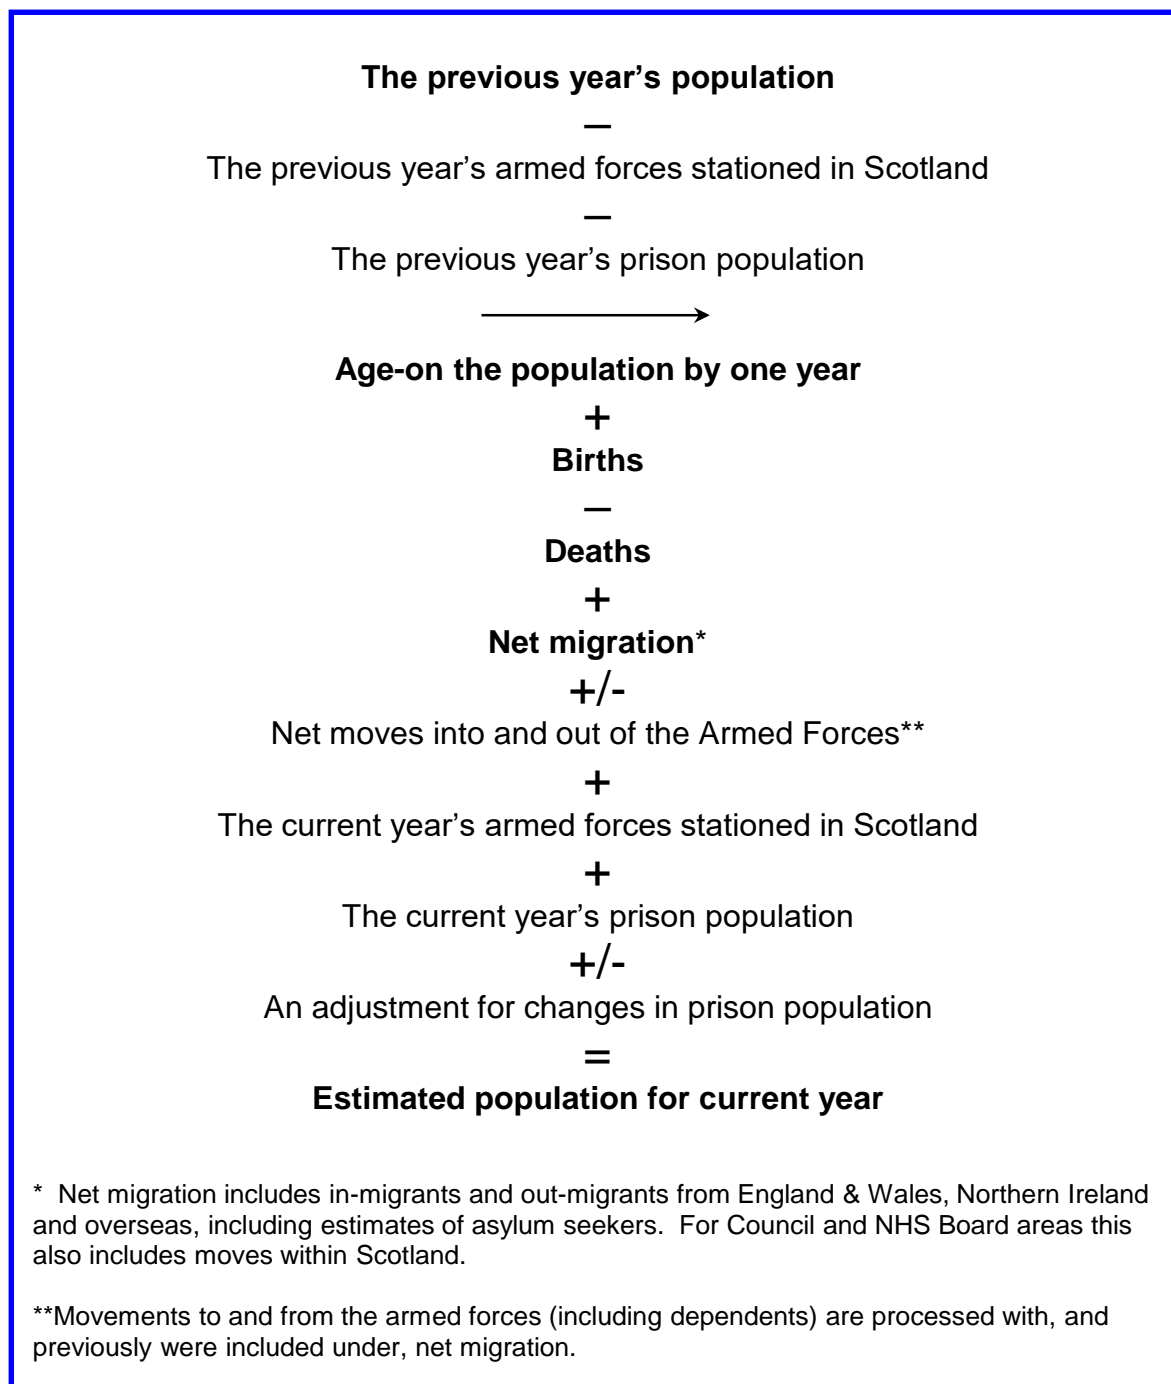 The previous year’s population
–
The previous year’s armed forces stationed in Scotland
–
The previous year’s prison population
Age-on the population by one year
+
Births
–
Deaths
+
Net migration*
+/-
Net moves into and out of the Armed Forces**
+
The current year’s armed forces stationed in Scotland
+
The current year’s prison population
+/-
An adjustment for changes in prison population
=
Estimated population for current year
* Net migration includes in-migrants and out-migrants from England & Wales, Northern Ireland
and overseas, including estimates of asylum seekers. For Council and NHS Board areas this
also includes moves within Scotland.
**Movements to and from the armed forces (including dependents) are processed with, and
previously were included under, net migration.